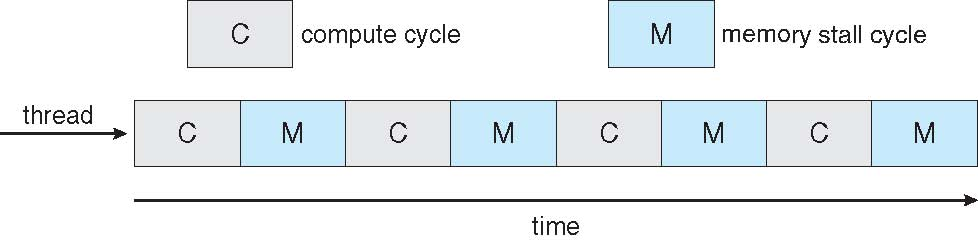 C compute cycle M memory stall cycle
thread
C M C M C M C M
time